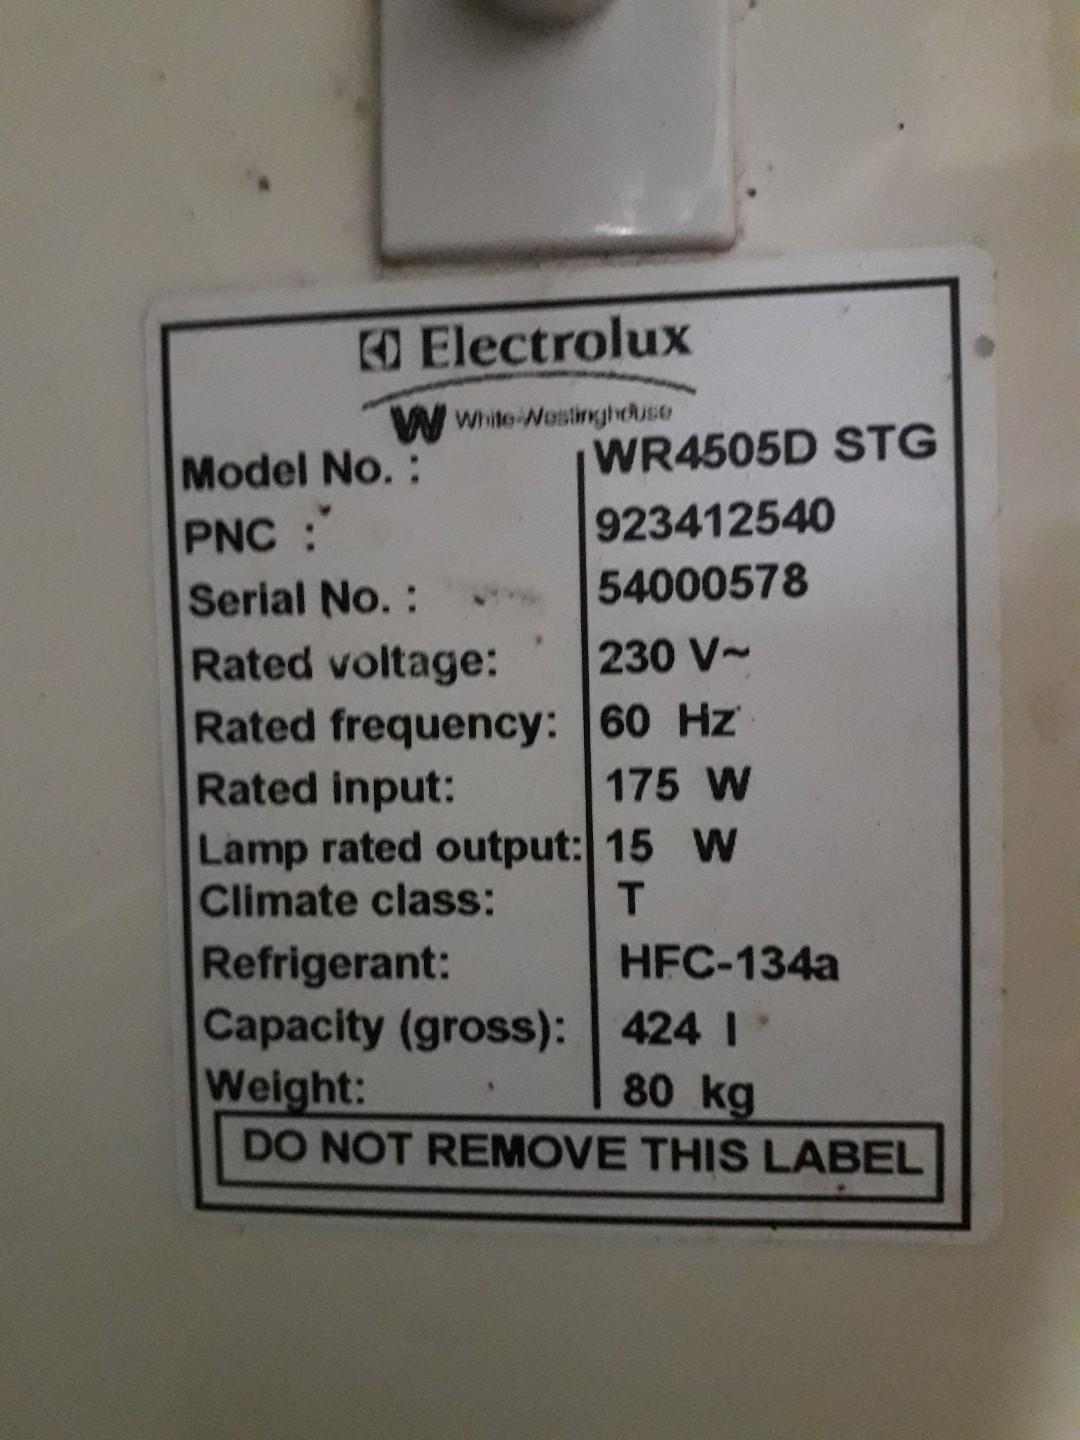 Electrolux
W White-Westinghouse
Model No. : WR4505D STG
PNC : 923412540
Serial No. : 54000578
Rated voltage: 230 V~
Rated frequency: 60 Hz
Rated input: 175 W
Lamp rated output: 15 W
Climate class: T
Refrigerant: HFC-134a
Capacity (gross): 424 l
Weight: 80 kg
DO NOT REMOVE THIS LABEL